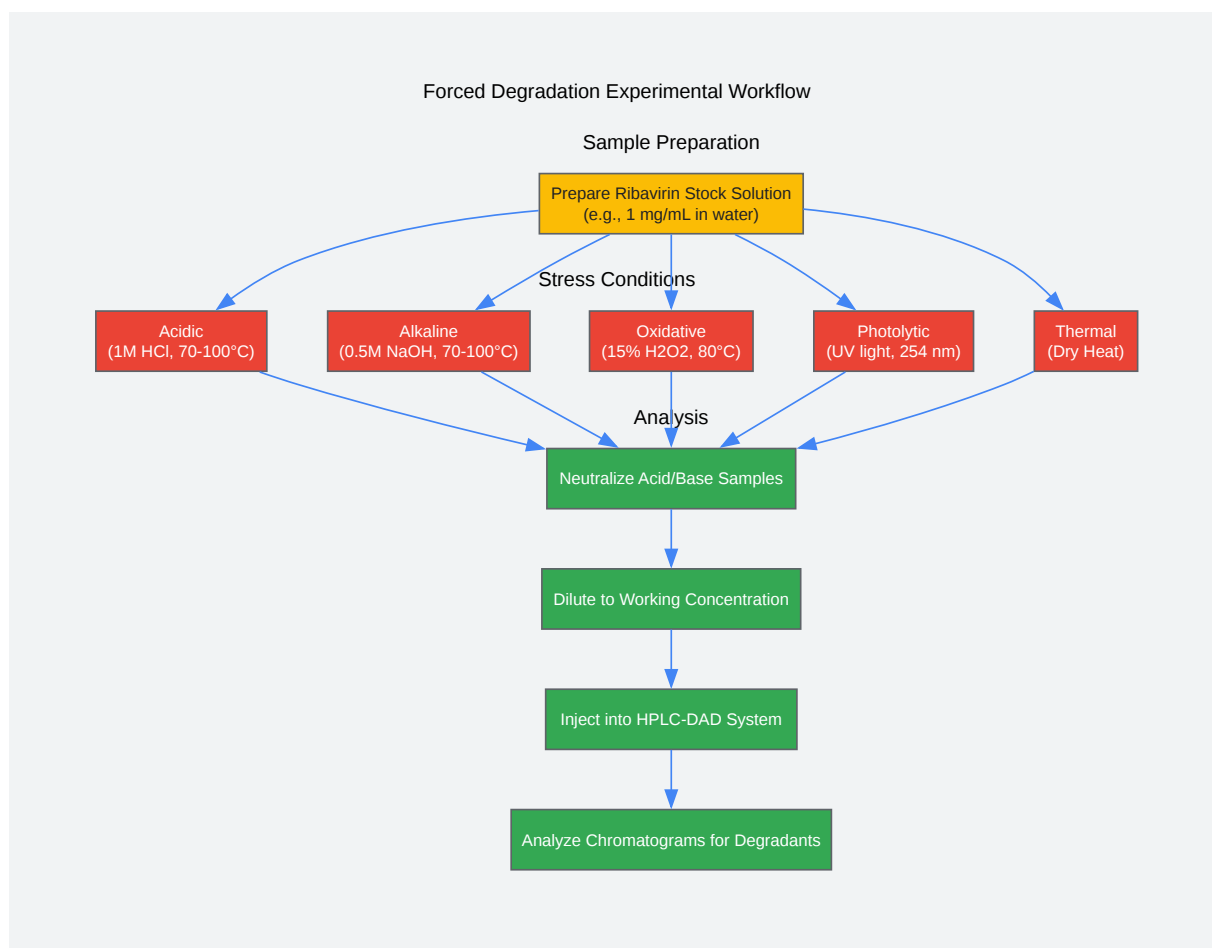 Forced Degradation Experimental Workflow
Sample Preparation
Prepare Ribavirin Stock Solution
(e.g., 1 mg/mL in water)
Stress Conditions
Acidic
(1M HCl, 70-100°C)
Alkaline
(0.5M NaOH, 70-100°C)
Oxidative
(15% H2O2, 80°C)
Photolytic
(UV light, 254 nm)
Thermal
(Dry Heat)
Analysis
Neutralize Acid/Base Samples
Dilute to Working Concentration
Inject into HPLC-DAD System
Analyze Chromatograms for Degradants